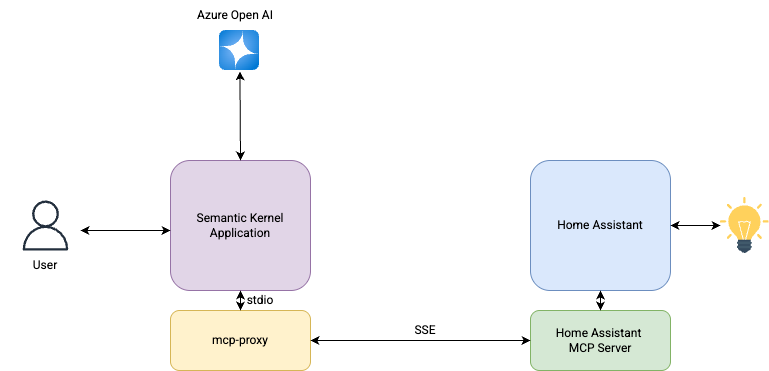 Azure Open AI
Semantic Kernel
Application
Home Assistant
User
stdio
mcp-proxy
SSE
Home Assistant
MCP Server